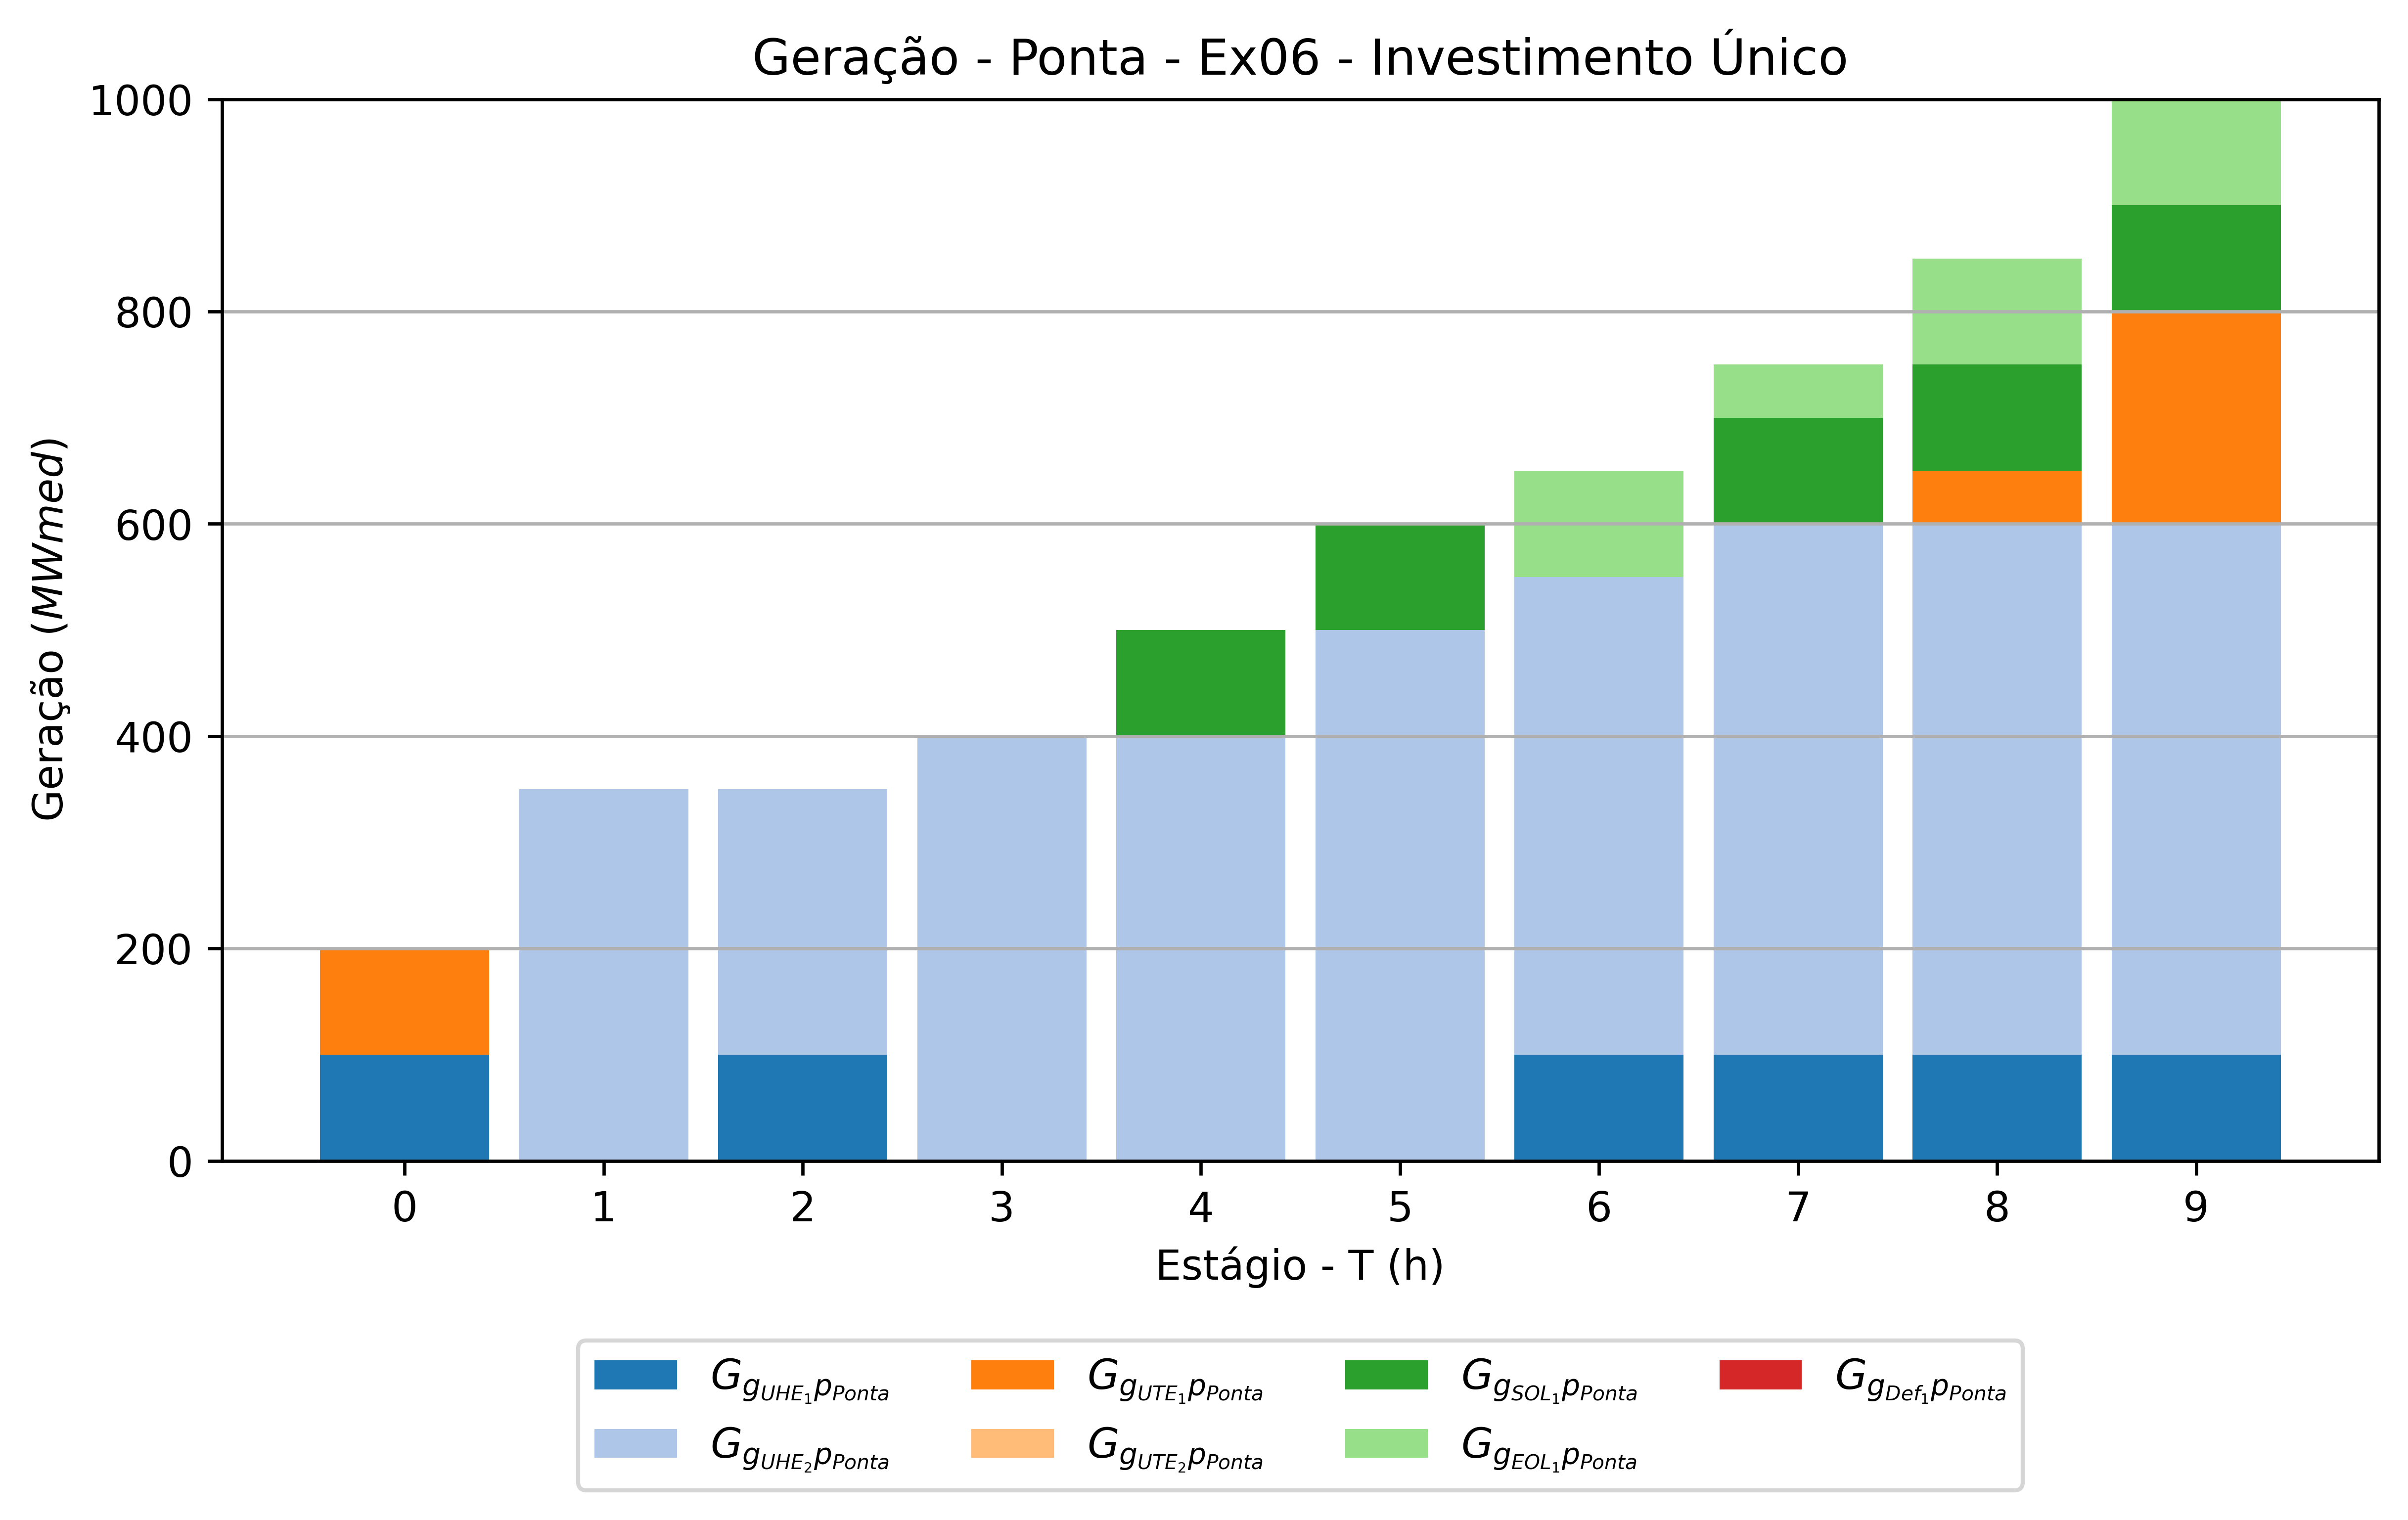 Geração - Ponta - Ex06 - Investimento Único
1000
800
600
400
200
0
Geração (MWmed)
0 1 2 3 4 5 6 7 8 9
Estágio - T (h)
G_{g_{UHE_1}p_{Ponta}} G_{g_{UTE_1}p_{Ponta}} G_{g_{SOL_1}p_{Ponta}} G_{g_{Def_1}p_{Ponta}}
G_{g_{UHE_2}p_{Ponta}} G_{g_{UTE_2}p_{Ponta}} G_{g_{EOL_1}p_{Ponta}}